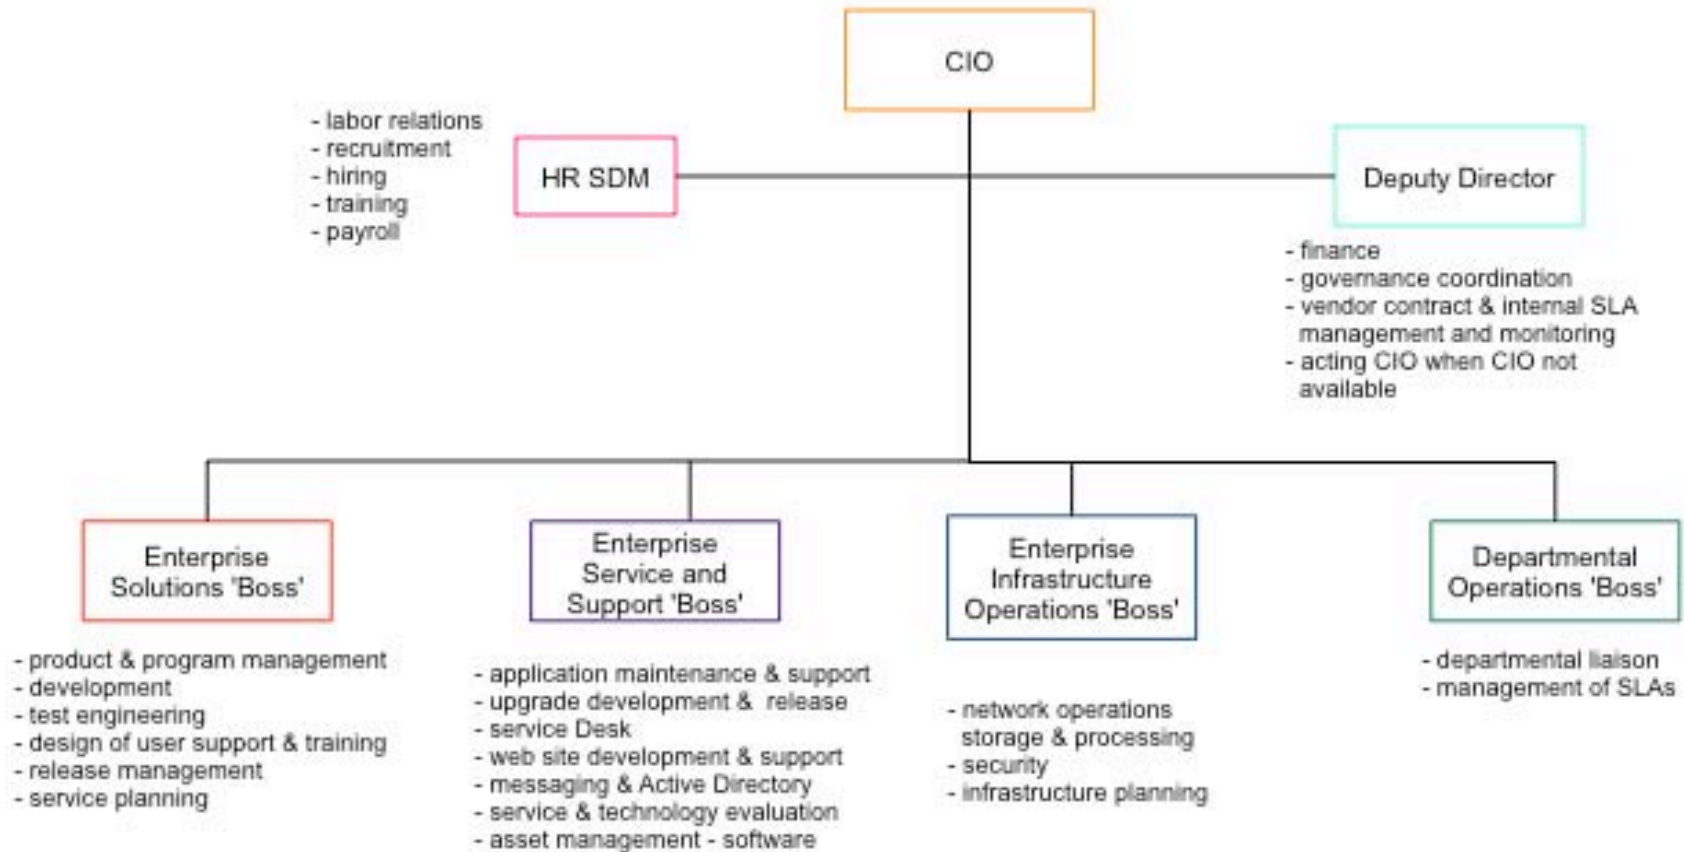 CIO
- labor relations
- recruitment
- hiring
- training
- payroll
HR SDM
Deputy Director
- finance
- governance coordination
- vendor contract & internal SLA
management and monitoring
- acting CIO when CIO not
available
Enterprise
Solutions 'Boss'
- product & program management
- development
- test engineering
- design of user support & training
- release management
- service planning
Enterprise
Service and
Support 'Boss'
- application maintenance & support
- upgrade development & release
- service Desk
- web site development & support
- messaging & Active Directory
- service & technology evaluation
- asset management - software
Enterprise
Infrastructure
Operations 'Boss'
- network operations
storage & processing
- security
- infrastructure planning
Departmental
Operations 'Boss'
- departmental liaison
- management of SLAs